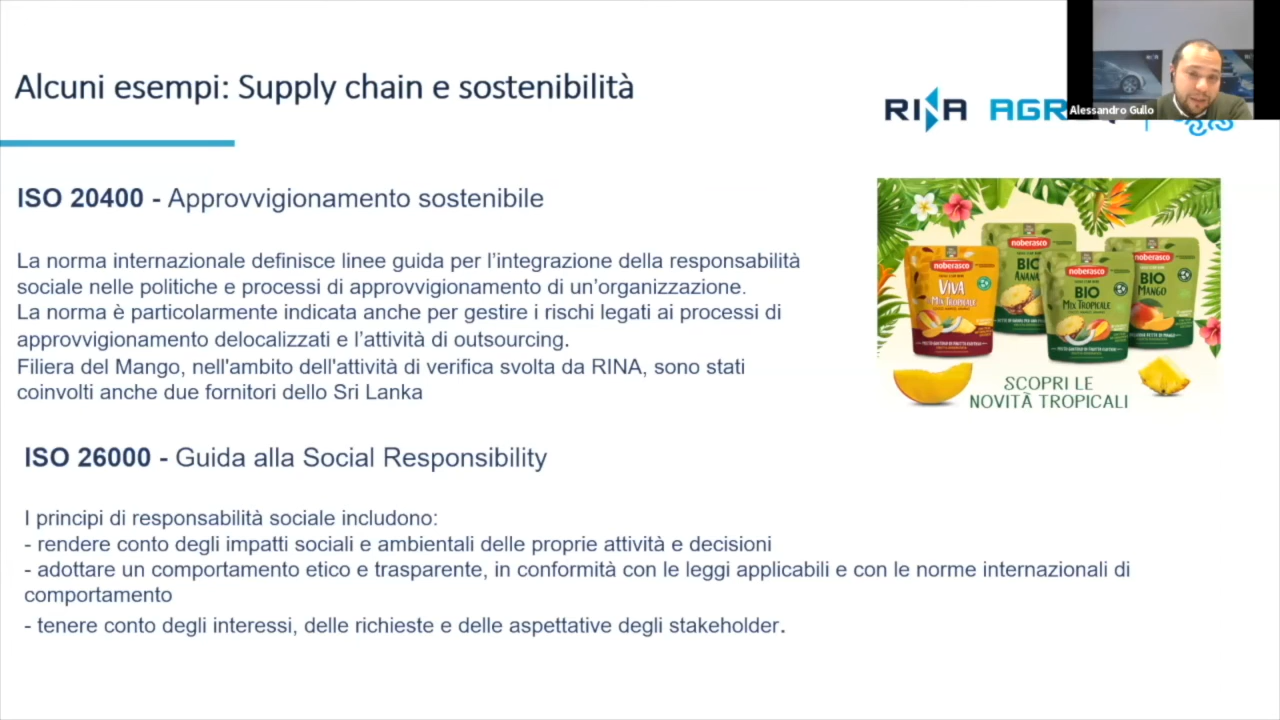 Alcuni esempi: Supply chain e sostenibilità
RINA AGR
Alessandro Gullo
ISO 20400 - Approvvigionamento sostenibile
La norma internazionale definisce linee guida per l'integrazione della responsabilità
sociale nelle politiche e processi di approvvigionamento di un'organizzazione.
La norma è particolarmente indicata anche per gestire i rischi legati ai processi di
approvvigionamento delocalizzati e l'attività di outsourcing.
Filiera del Mango, nell'ambito dell'attività di verifica svolta da RINA, sono stati
coinvolti anche due fornitori dello Sri Lanka
noberasco
VIVA
MIX TROPICALE
noberasco
BIO
ANANA
noberasco
BIO
MIX TROPICALE
noberasco
BIO
MANGO
SCOPRI LE
NOVITÀ TROPICALI
ISO 26000 - Guida alla Social Responsibility
I principi di responsabilità sociale includono:
- rendere conto degli impatti sociali e ambientali delle proprie attività e decisioni
- adottare un comportamento etico e trasparente, in conformità con le leggi applicabili e con le norme internazionali di
comportamento
- tenere conto degli interessi, delle richieste e delle aspettative degli stakeholder.